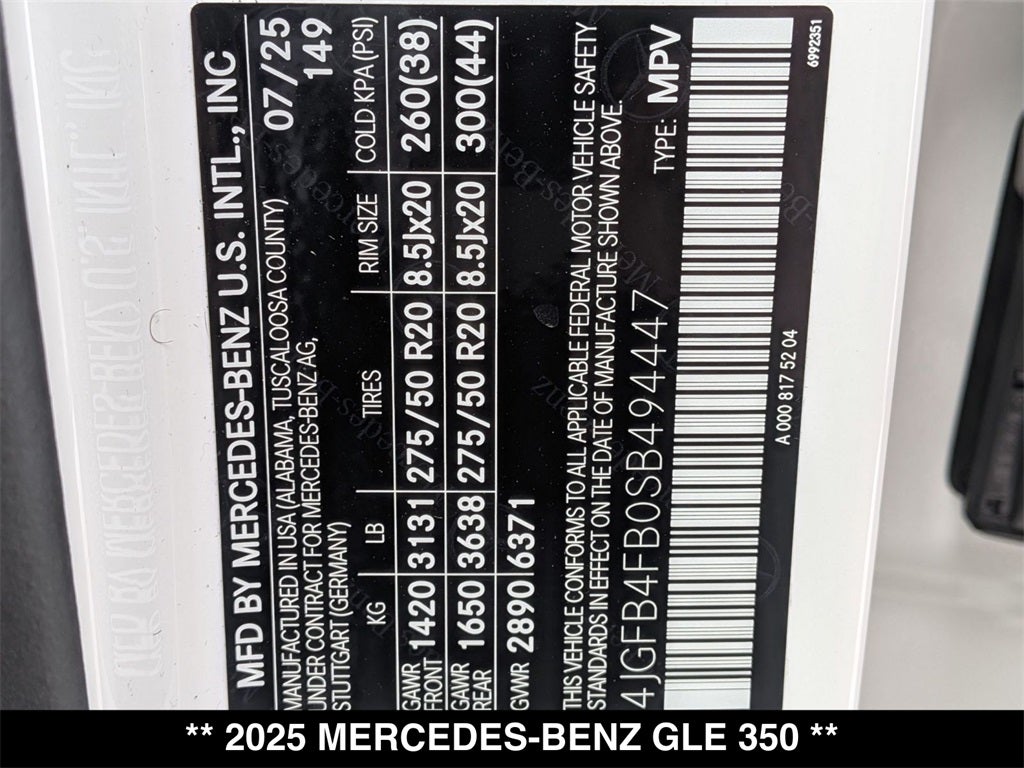 MFD BY MERCEDES-BENZ U.S. INTL., INC
MANUFACTURED IN USA (ALABAMA, TUSCALOOSA COUNTY) 07/25
UNDER CONTRACT FOR MERCEDES-BENZ AG, 149
STUTTGART (GERMANY)
KG LB TIRES RIM SIZE COLD KPA (PSI)
GAWR FRONT 1420 3131 275/50 R20 8.5Jx20 260(38)
GAWR REAR 1650 3638 275/50 R20 8.5Jx20 300(44)
GVWR 2890 6371
THIS VEHICLE CONFORMS TO ALL APPLICABLE FEDERAL MOTOR VEHICLE SAFETY
STANDARDS IN EFFECT ON THE DATE OF MANUFACTURE SHOWN ABOVE.
4JGFB4FB0SB494447 TYPE: MPV
A 000 817 52 04 6992351
** 2025 MERCEDES-BENZ GLE 350 **